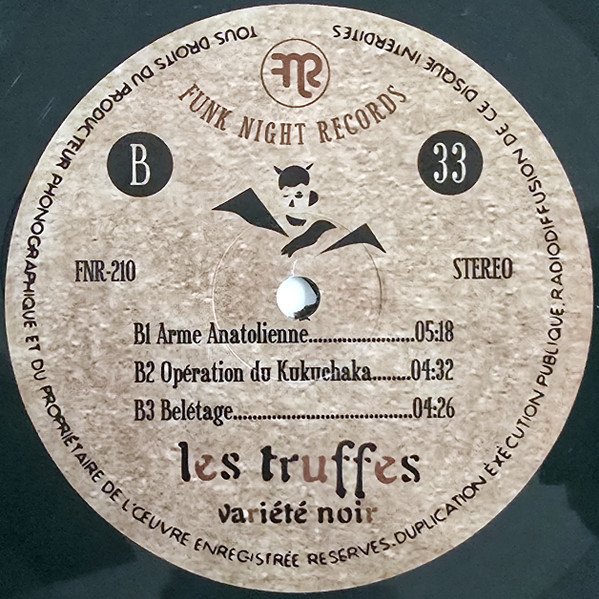 TOUS DROITS DU PRODUCTEUR PHONOGRAPHIQUE ET DU PROPRIÉTAIRE DE L'ŒUVRE ENREGISTRÉE RESERVES. DUPLICATION EXÉCUTION PUBLIQUE, RADIODIFFUSION DE CE DISQUE INTERDITES
FNR
FUNK NIGHT RECORDS
B
33
FNR-210
STEREO
B1 Arme Anatolienne......................05:18
B2 Opération du Kukuchaka........04:32
B3 Belétage.......................................04:26
les truffes
variété noir